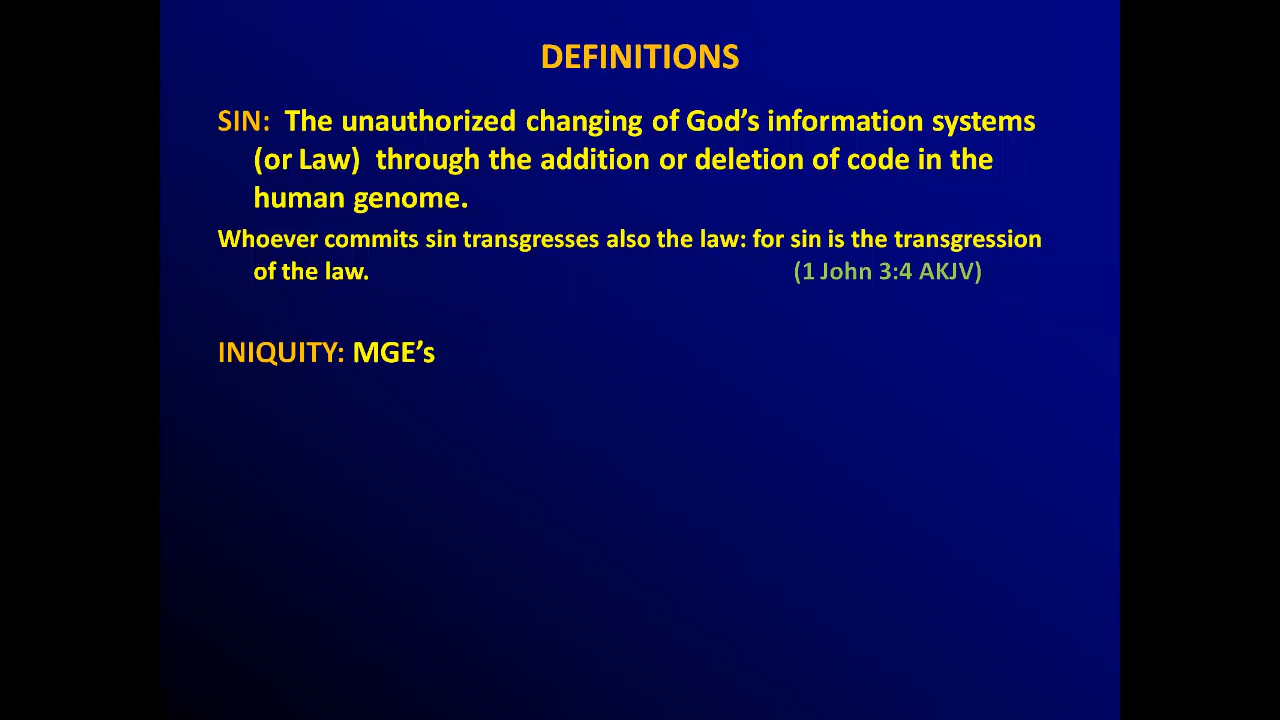 DEFINITIONS
SIN: The unauthorized changing of God’s information systems
(or Law) through the addition or deletion of code in the
human genome.
Whoever commits sin transgresses also the law: for sin is the transgression
of the law. (1 John 3:4 AKJV)
INIQUITY: MGE’s